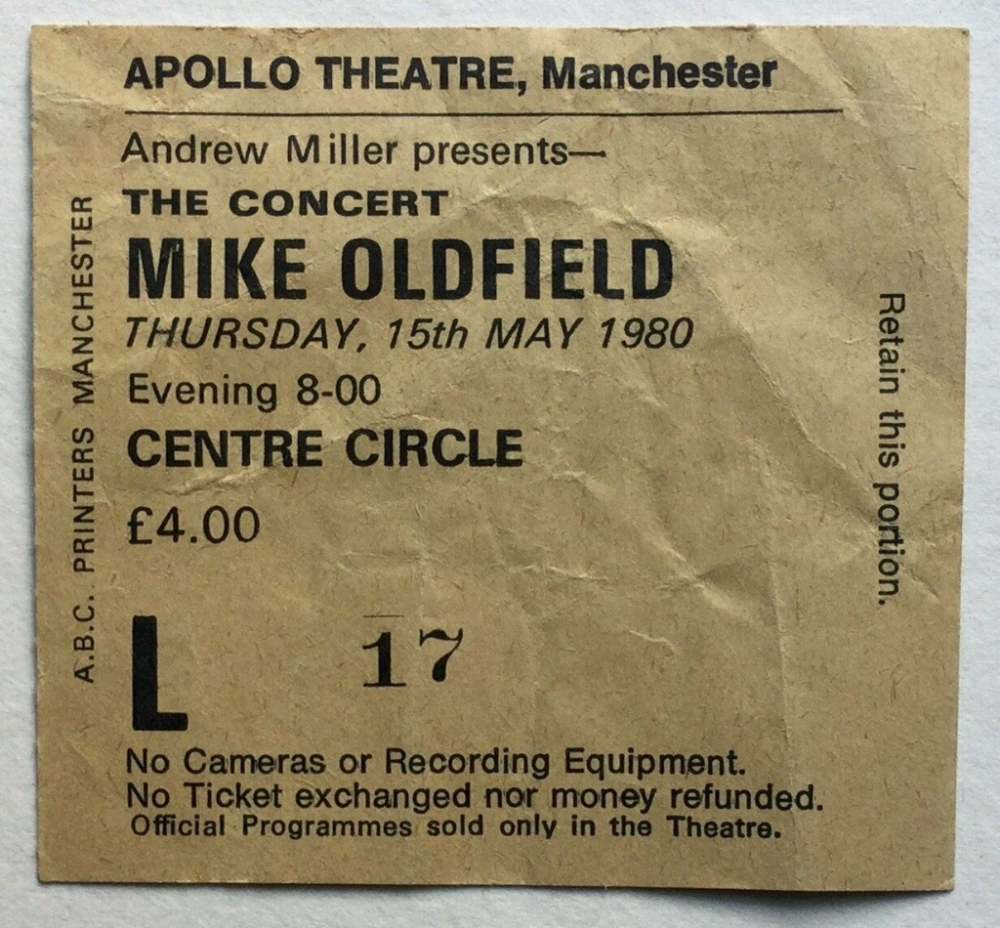 APOLLO THEATRE, Manchester
Andrew Miller presents—
THE CONCERT
MIKE OLDFIELD
THURSDAY, 15th MAY 1980
Evening 8-00
CENTRE CIRCLE
£4.00
L 17
No Cameras or Recording Equipment.
No Ticket exchanged nor money refunded.
Official Programmes sold only in the Theatre.
A.B.C. PRINTERS MANCHESTER
Retain this portion.